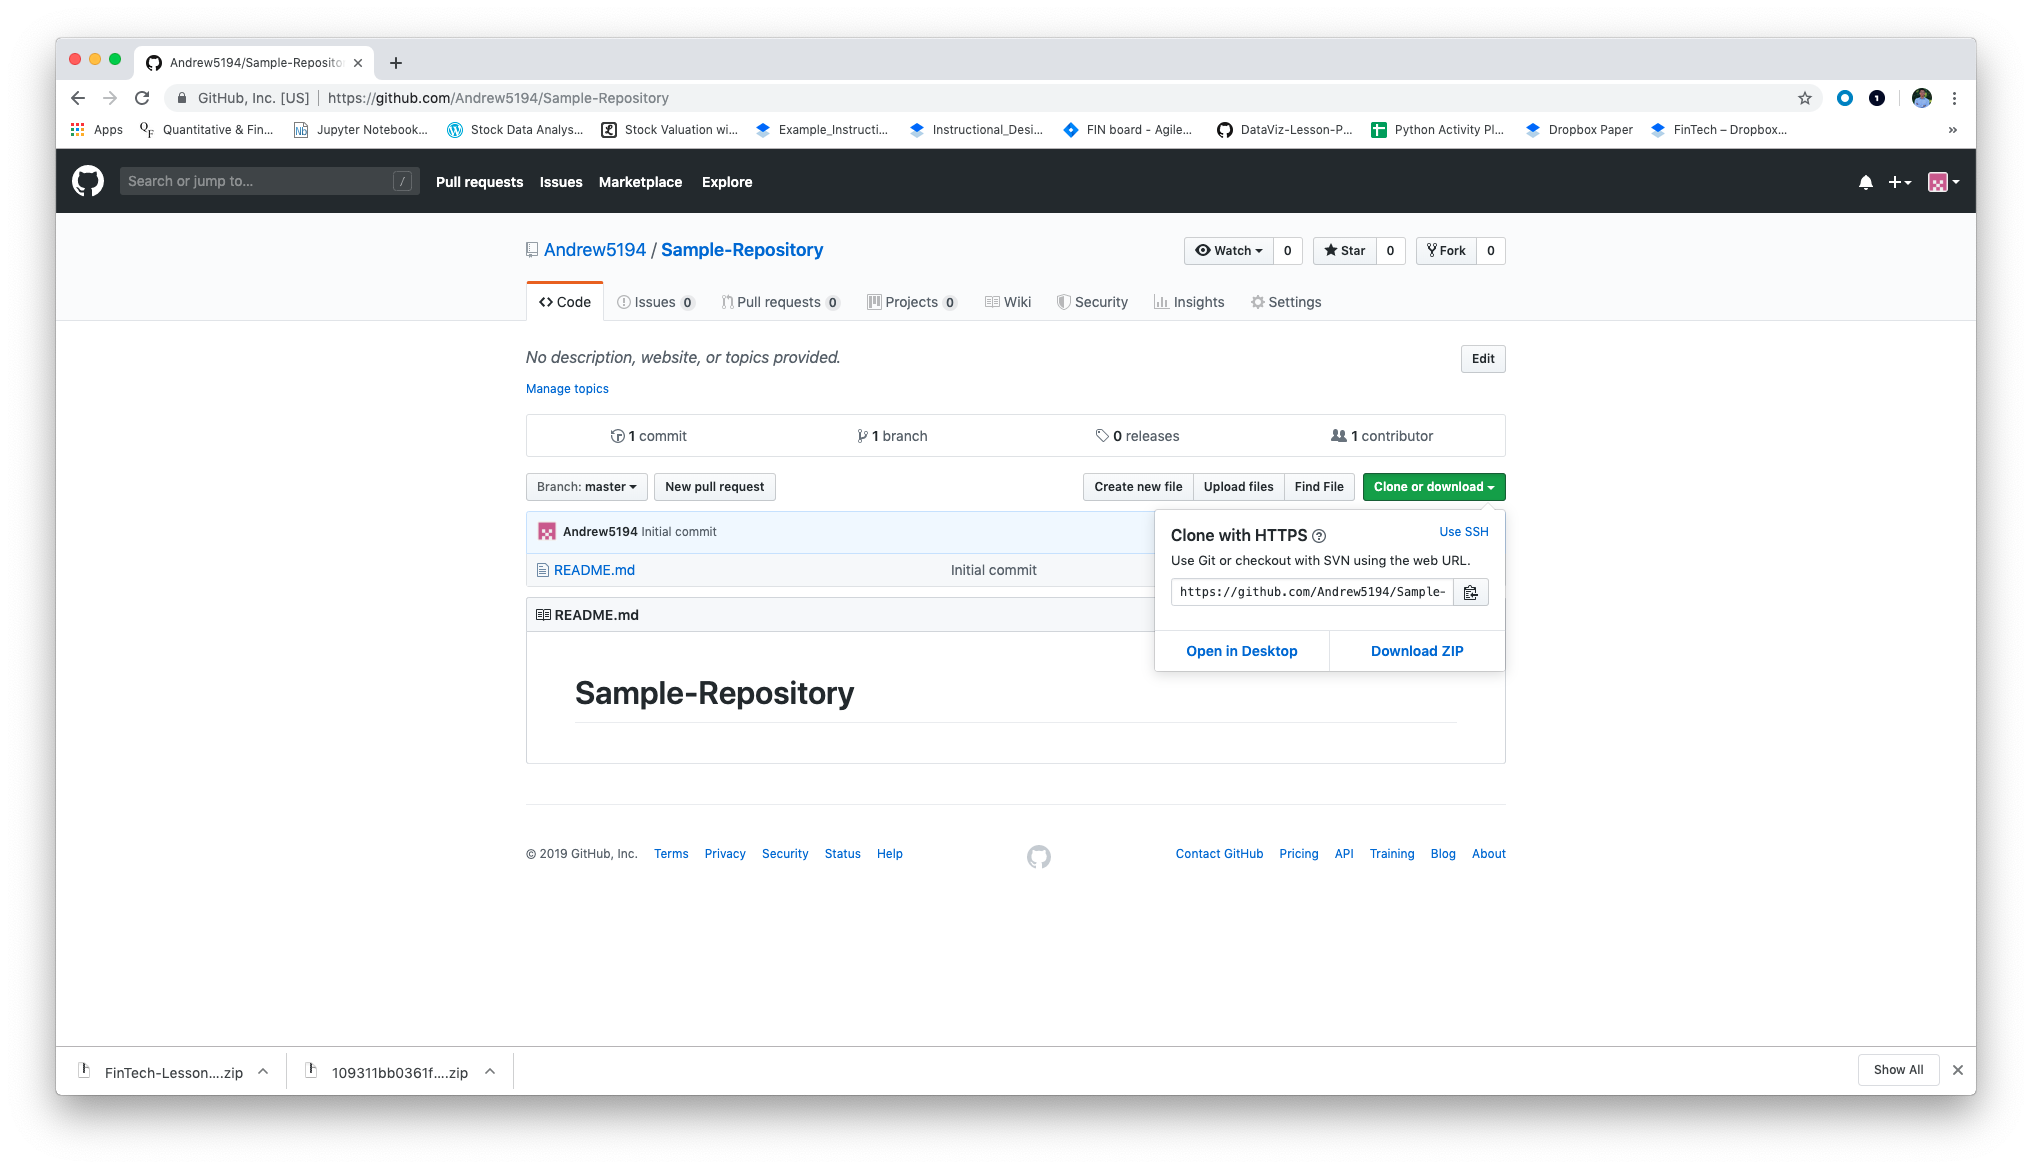 Andrew5194/Sample-Reposito
GitHub, Inc. [US] | https://github.com/Andrew5194/Sample-Repository
Apps Quantitative & Fin... Jupyter Notebook... Stock Data Analys... Stock Valuation wi... Example_Instructi... Instructional_Desi... FIN board - Agile... DataViz-Lesson-P... Python Activity Pl... Dropbox Paper FinTech – Dropbox... »
Search or jump to... / Pull requests Issues Marketplace Explore
Andrew5194 / Sample-Repository Watch 0 Star 0 Fork 0
Code Issues 0 Pull requests 0 Projects 0 Wiki Security Insights Settings
No description, website, or topics provided. Edit
Manage topics
1 commit 1 branch 0 releases 1 contributor
Branch: master New pull request Create new file Upload files Find File Clone or download
Andrew5194 Initial commit
README.md Initial commit
Clone with HTTPS Use SSH
Use Git or checkout with SVN using the web URL.
https://github.com/Andrew5194/Sample-
Open in Desktop Download ZIP
README.md
Sample-Repository
© 2019 GitHub, Inc. Terms Privacy Security Status Help Contact GitHub Pricing API Training Blog About
FinTech-Lesson....zip 109311bb0361f....zip Show All